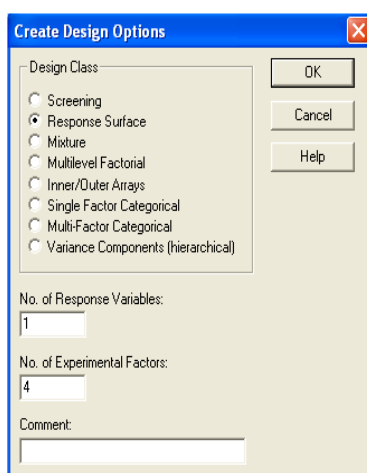 Create Design Options
Design Class
Screening
Response Surface
Mixture
Multilevel Factorial
Inner/Outer Arrays
Single Factor Categorical
Multi-Factor Categorical
Variance Components (hierarchical)
OK
Cancel
Help
No. of Response Variables:
1
No. of Experimental Factors:
4
Comment: